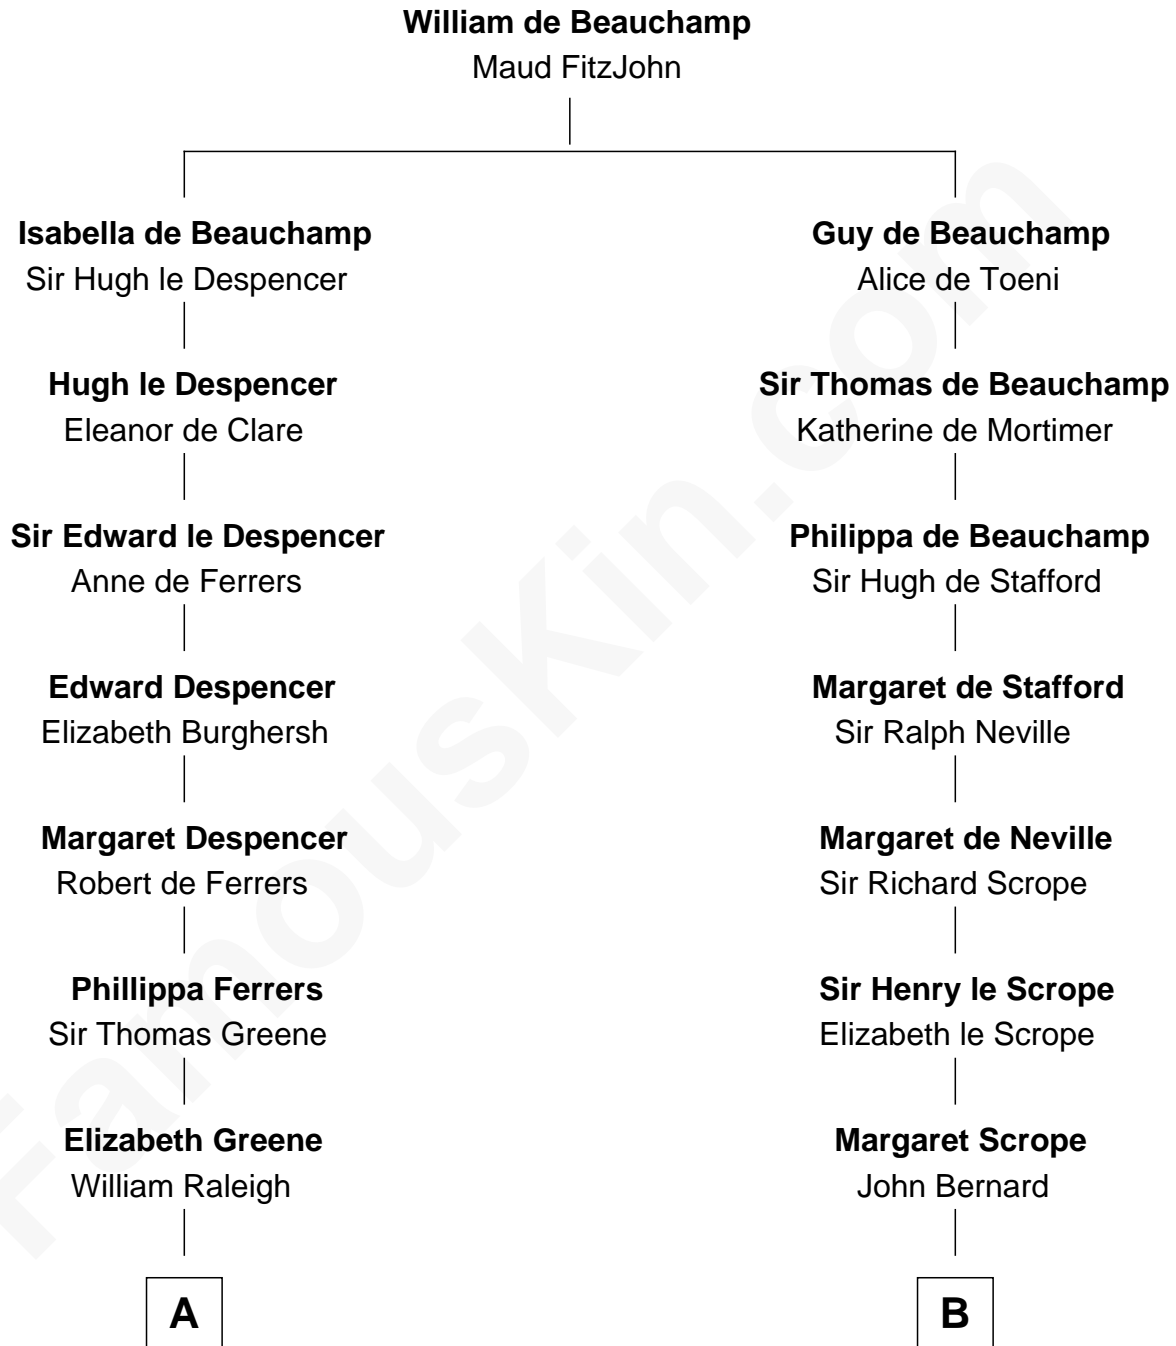 William de Beauchamp
Maud FitzJohn
Isabella de Beauchamp
Sir Hugh le Despencer
Guy de Beauchamp
Alice de Toeni
Hugh le Despencer
Eleanor de Clare
Sir Thomas de Beauchamp
Katherine de Mortimer
Sir Edward le Despencer
Anne de Ferrers
Philippa de Beauchamp
Sir Hugh de Stafford
Edward Despencer
Elizabeth Burghersh
Margaret de Stafford
Sir Ralph Neville
Margaret Despencer
Robert de Ferrers
Margaret de Neville
Sir Richard Scrope
Phillippa Ferrers
Sir Thomas Greene
Sir Henry le Scrope
Elizabeth le Scrope
Elizabeth Greene
William Raleigh
Margaret Scrope
John Bernard
A
B
FamousKin.com